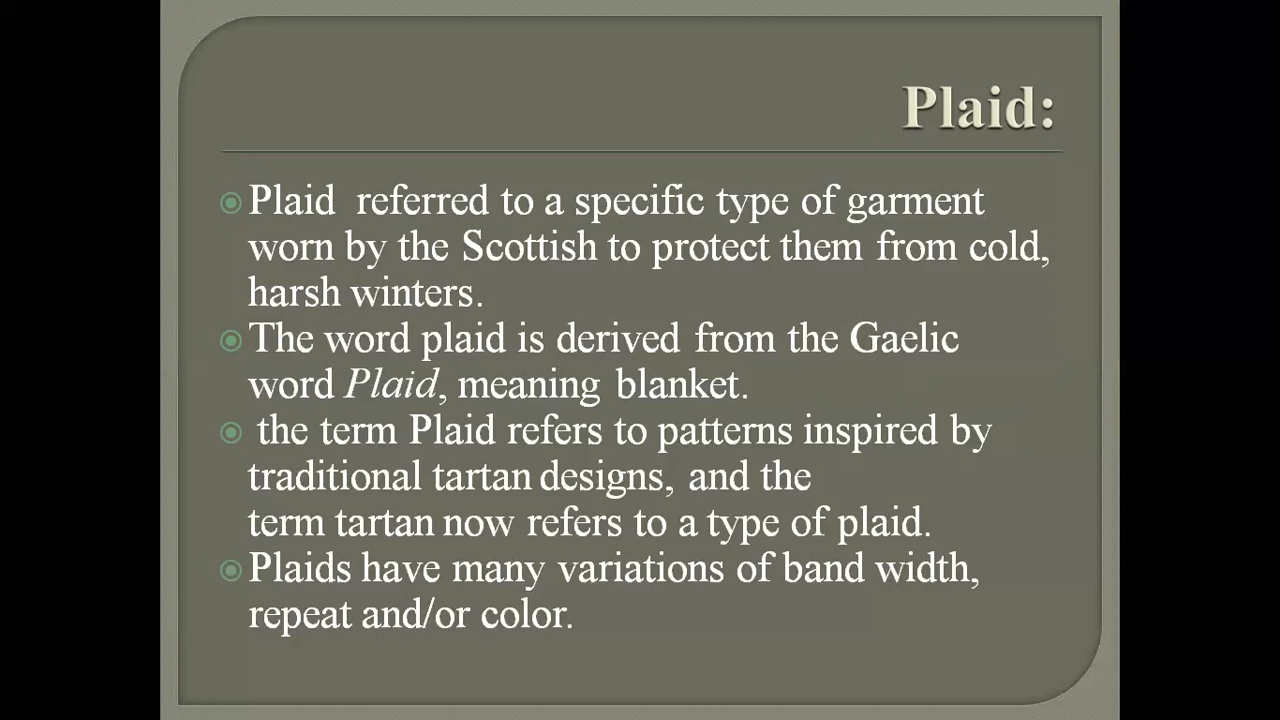 Plaid:
Plaid referred to a specific type of garment
worn by the Scottish to protect them from cold,
harsh winters.
The word plaid is derived from the Gaelic
word Plaid, meaning blanket.
the term Plaid refers to patterns inspired by
traditional tartan designs, and the
term tartan now refers to a type of plaid.
Plaids have many variations of band width,
repeat and/or color.